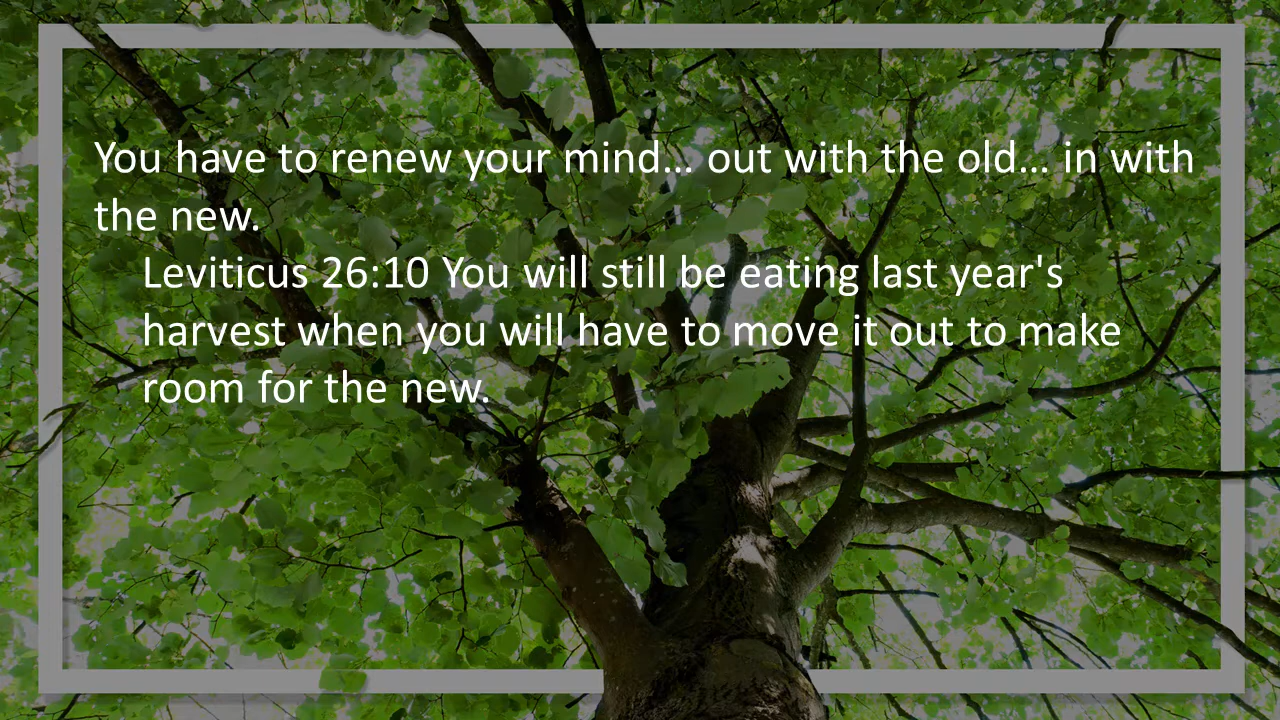 You have to renew your mind… out with the old… in with
the new.
Leviticus 26:10 You will still be eating last year's
harvest when you will have to move it out to make
room for the new.